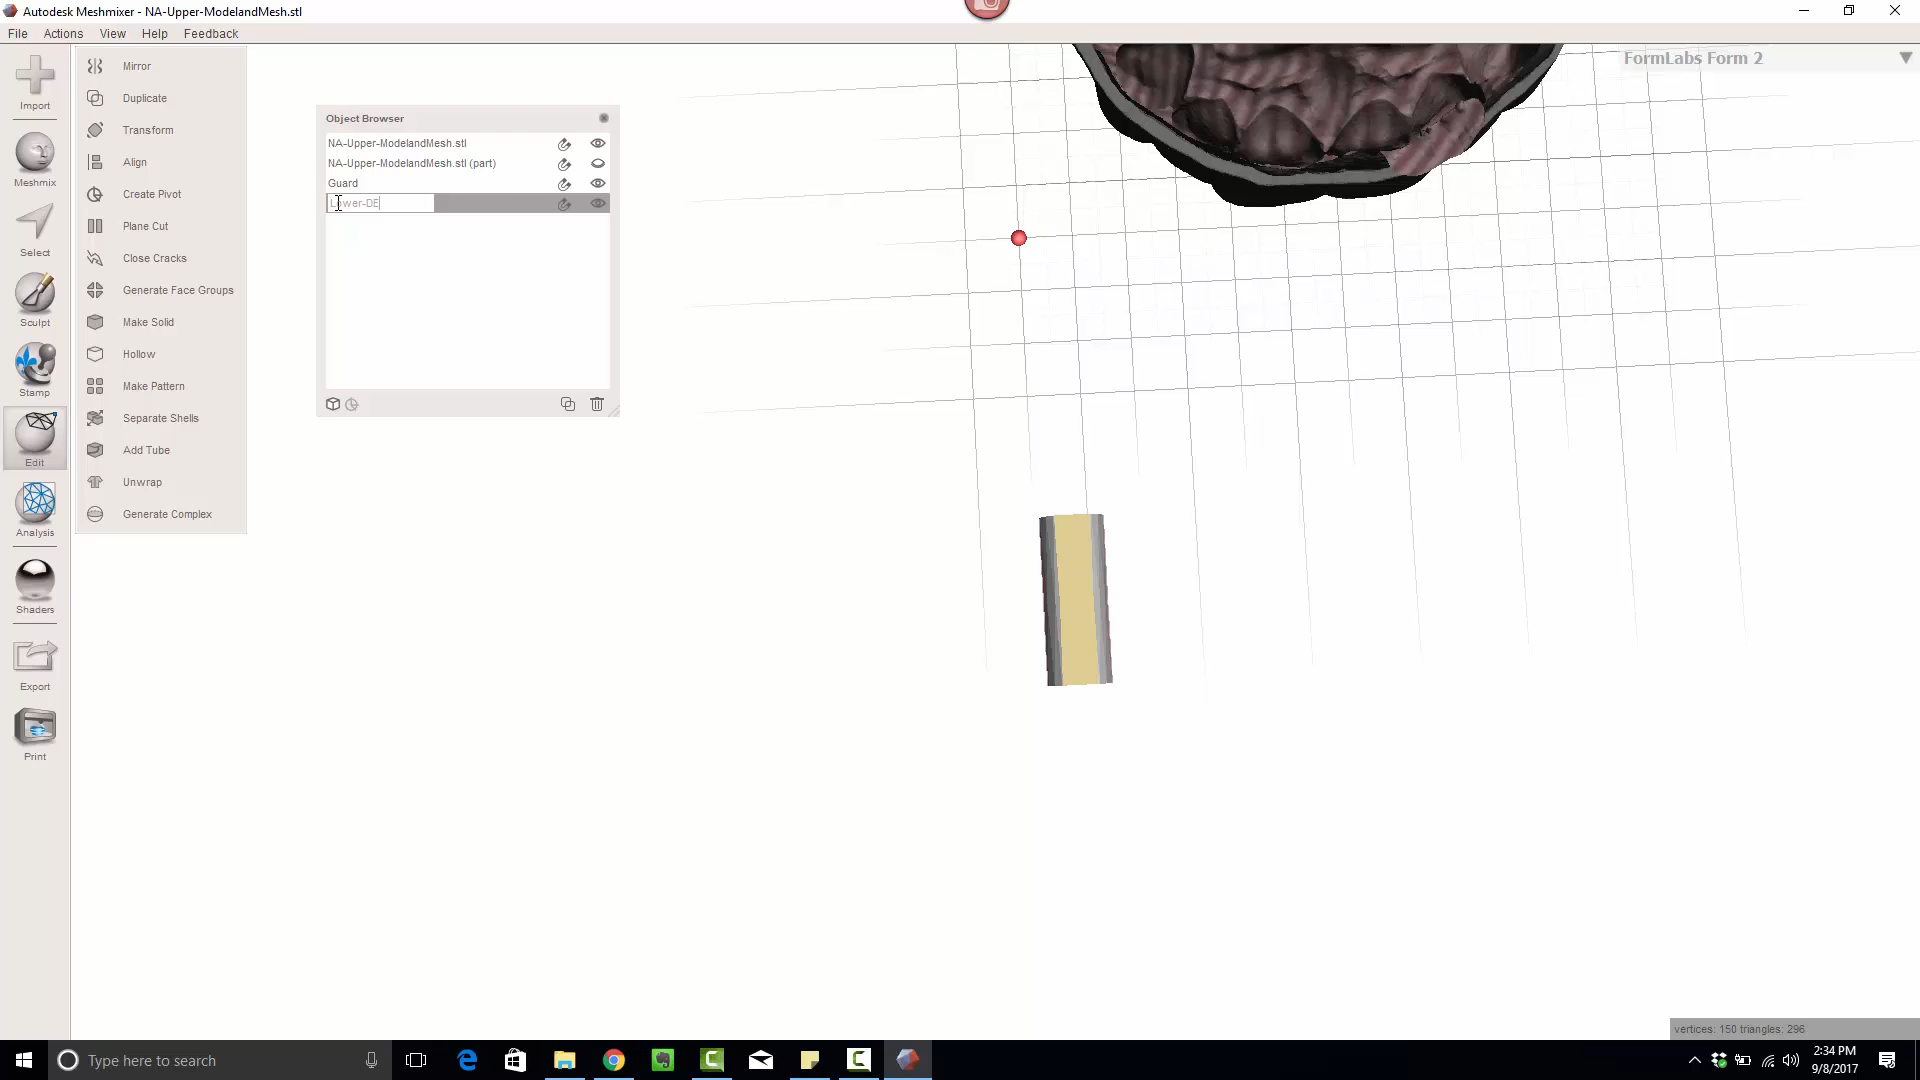 Autodesk Meshmixer - NA-Upper-ModelandMesh.stl
File Actions View Help Feedback
Import
Meshmix
Select
Sculpt
Stamp
Edit
Analysis
Shaders
Export
Print
Mirror
Duplicate
Transform
Align
Create Pivot
Plane Cut
Close Cracks
Generate Face Groups
Make Solid
Hollow
Make Pattern
Separate Shells
Add Tube
Unwrap
Generate Complex
Object Browser
NA-Upper-ModelandMesh.stl
NA-Upper-ModelandMesh.stl (part)
Guard
Lower-DE
FormLabs Form 2
vertices: 150 triangles: 296
Type here to search
2:34 PM
9/8/2017